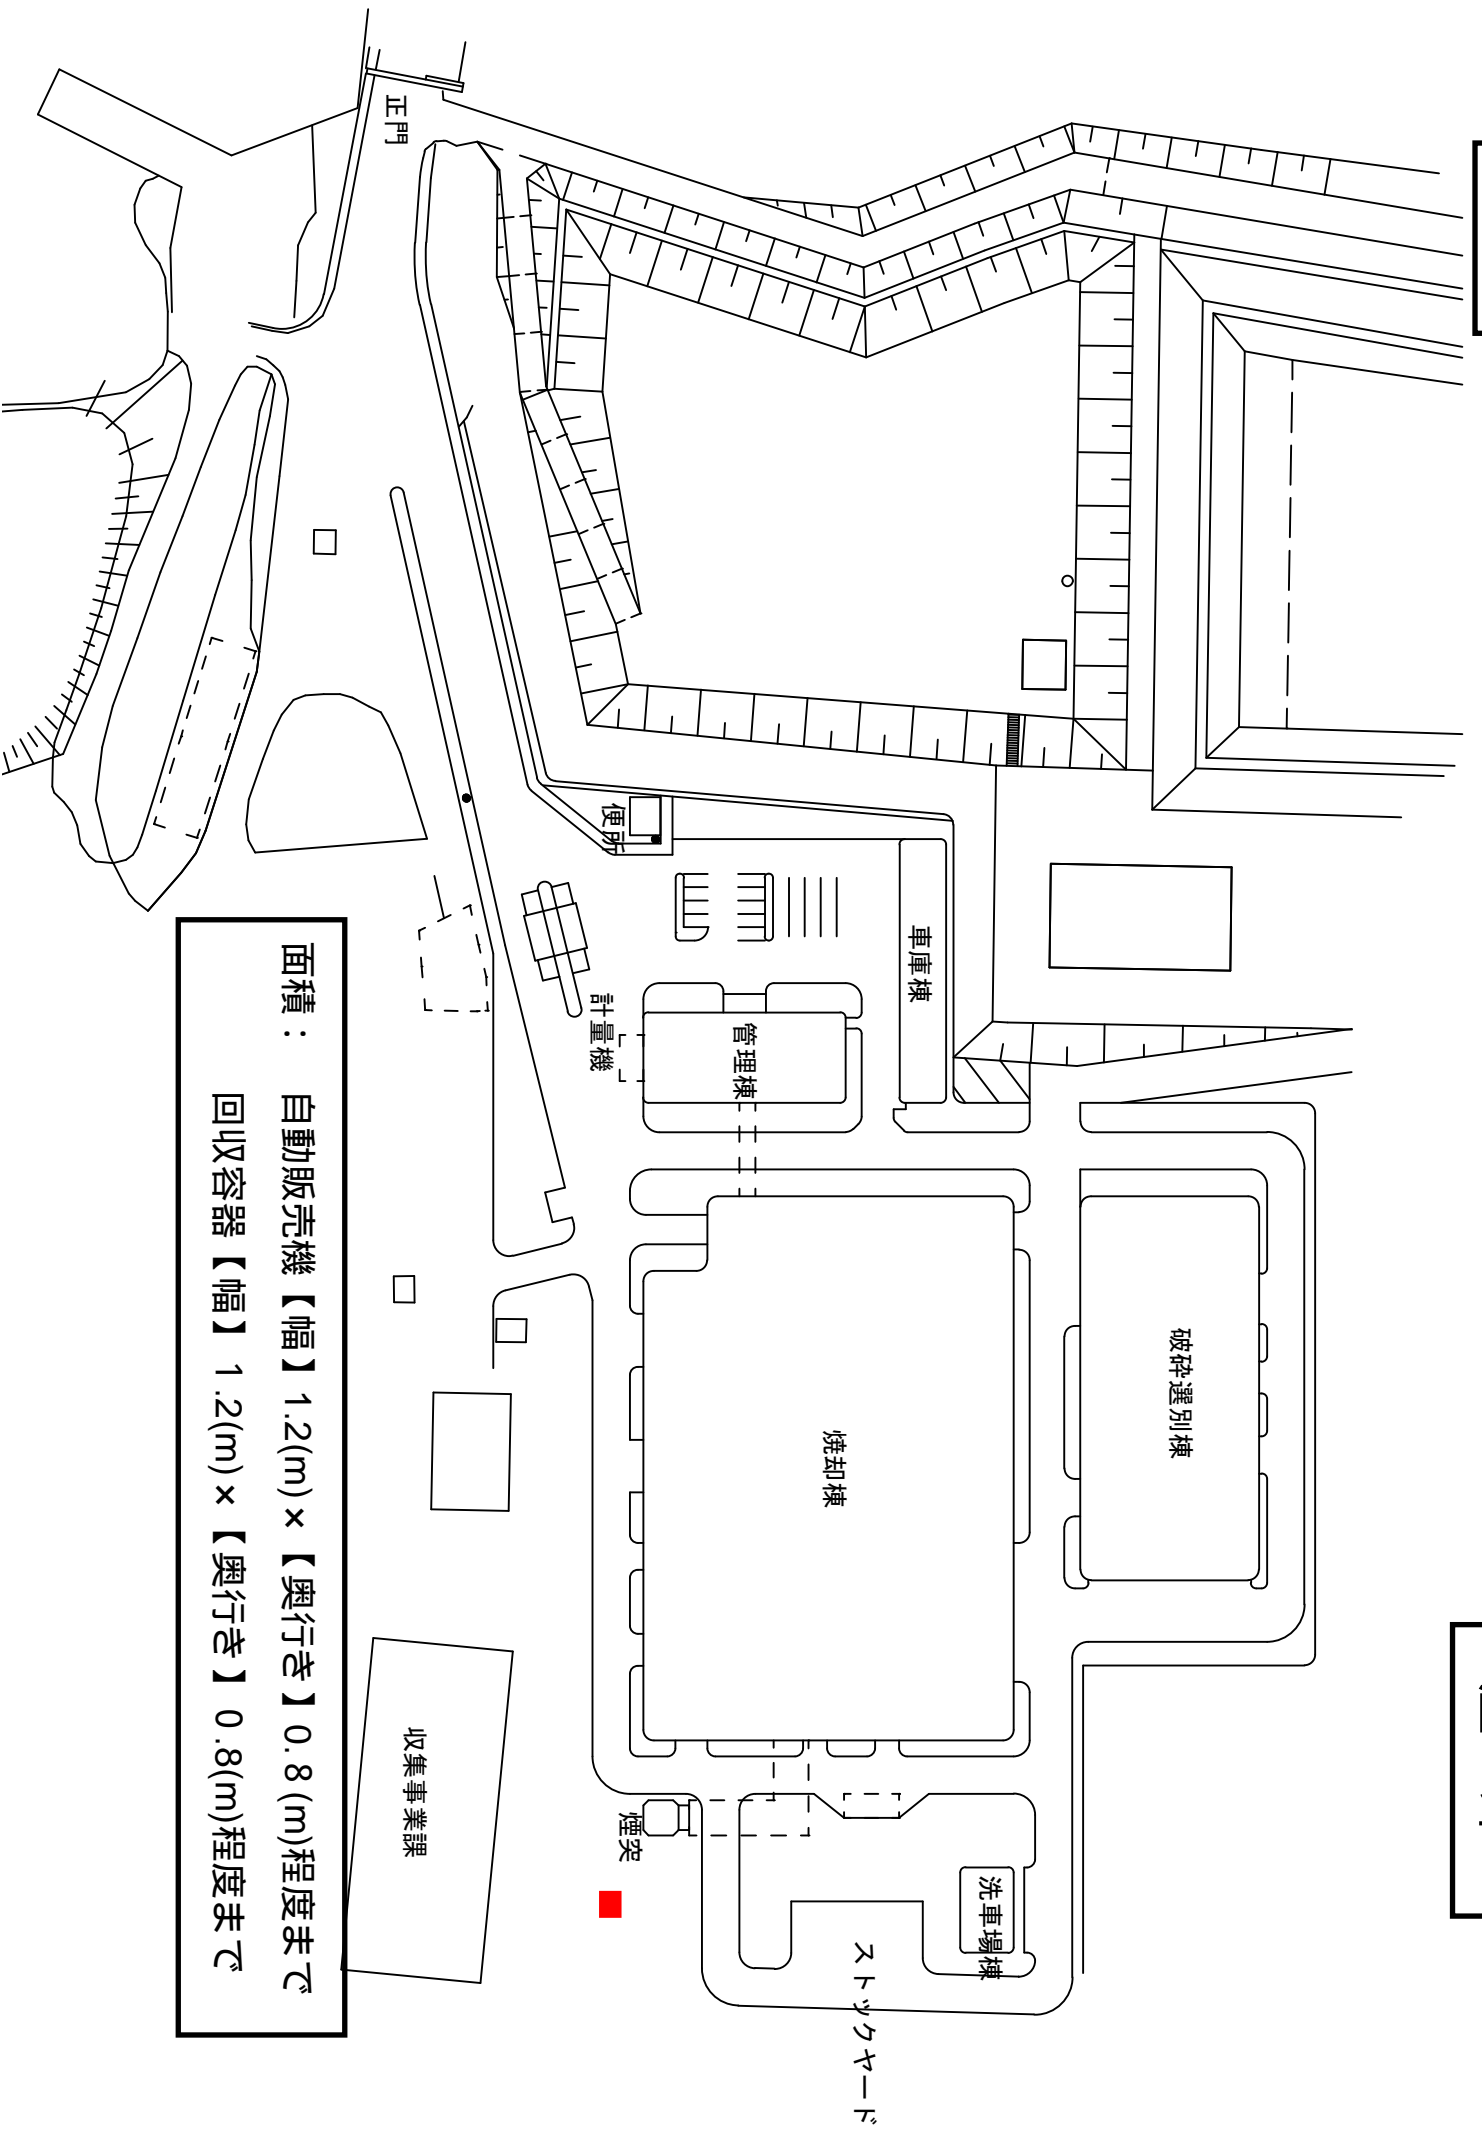 正門
便所
計量機
管理棟
車庫棟
破砕選別棟
焼却棟
煙突
収集事業課
洗車場棟
ストックヤード
面積： 自動販売機【幅】1.2(m)×【奥行き】0.8(m)程度まで
回収容器【幅】1.2(m)×【奥行き】0.8(m)程度まで